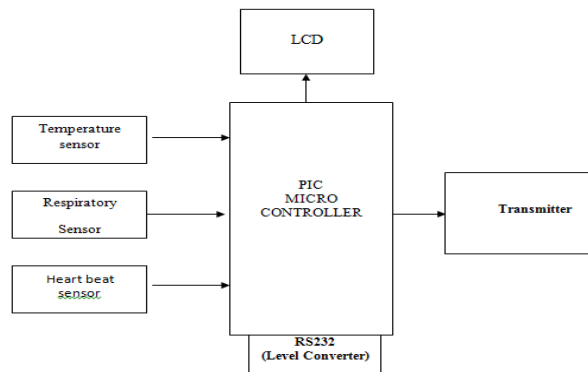 LCD
Temperature
sensor
Respiratory
Sensor
Heart beat
sensor
PIC
MICRO
CONTROLLER
Transmitter
RS232
(Level Converter)